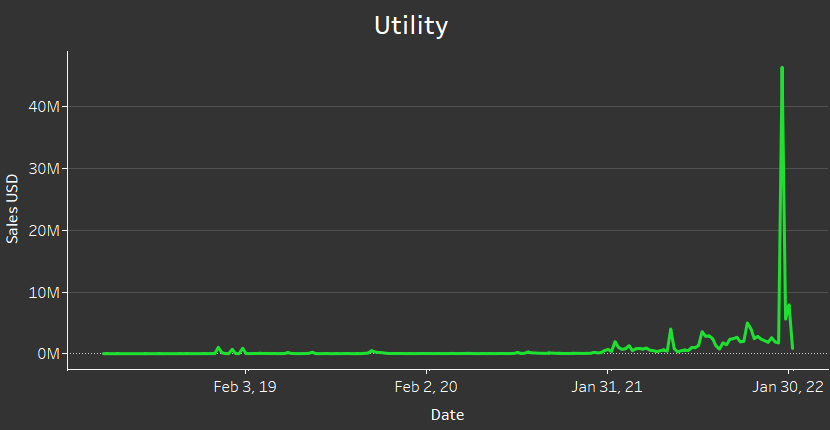 Utility
Sales USD
40M
30M
20M
10M
0M
Feb 3, 19
Feb 2, 20
Jan 31, 21
Jan 30, 22
Date